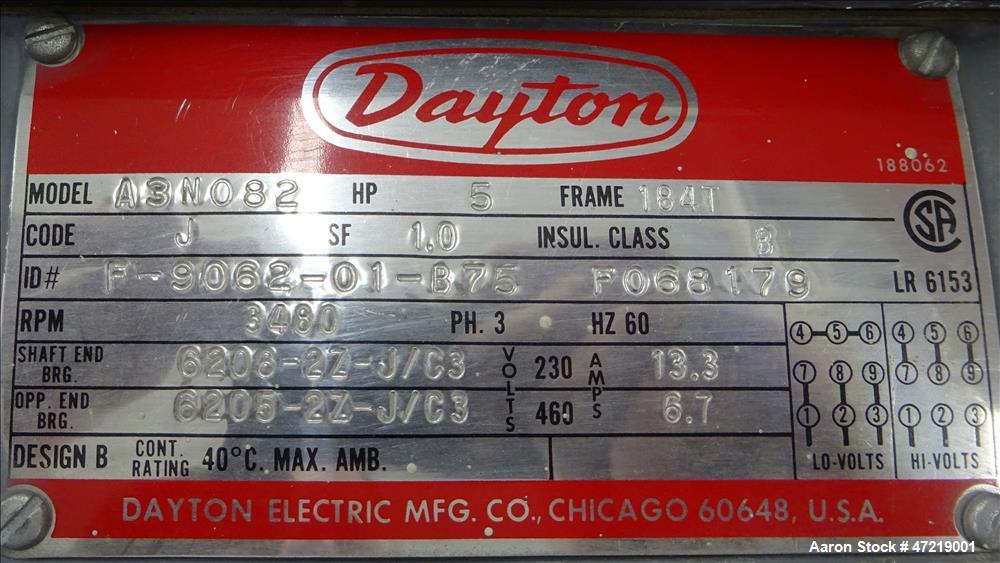 Dayton
188062
MODEL A3N082 HP 5 FRAME 184T
CSA
CODE J SF 1.0 INSUL. CLASS B
ID# F-9062-01-B75 F068179 LR 6153
RPM 3480 PH. 3 HZ 60
SHAFT END BRG. 6206-2Z-J/C3 VOLTS 230 AMPS 13.3
OPP. END BRG. 6205-2Z-J/C3 460 6.7
DESIGN B CONT. RATING 40°C. MAX. AMB.
4 5 6 4 5 6
7 8 9 7 8 9
1 2 3 1 2 3
LO-VOLTS HI-VOLTS
DAYTON ELECTRIC MFG. CO., CHICAGO 60648, U.S.A.
Aaron Stock # 47219001